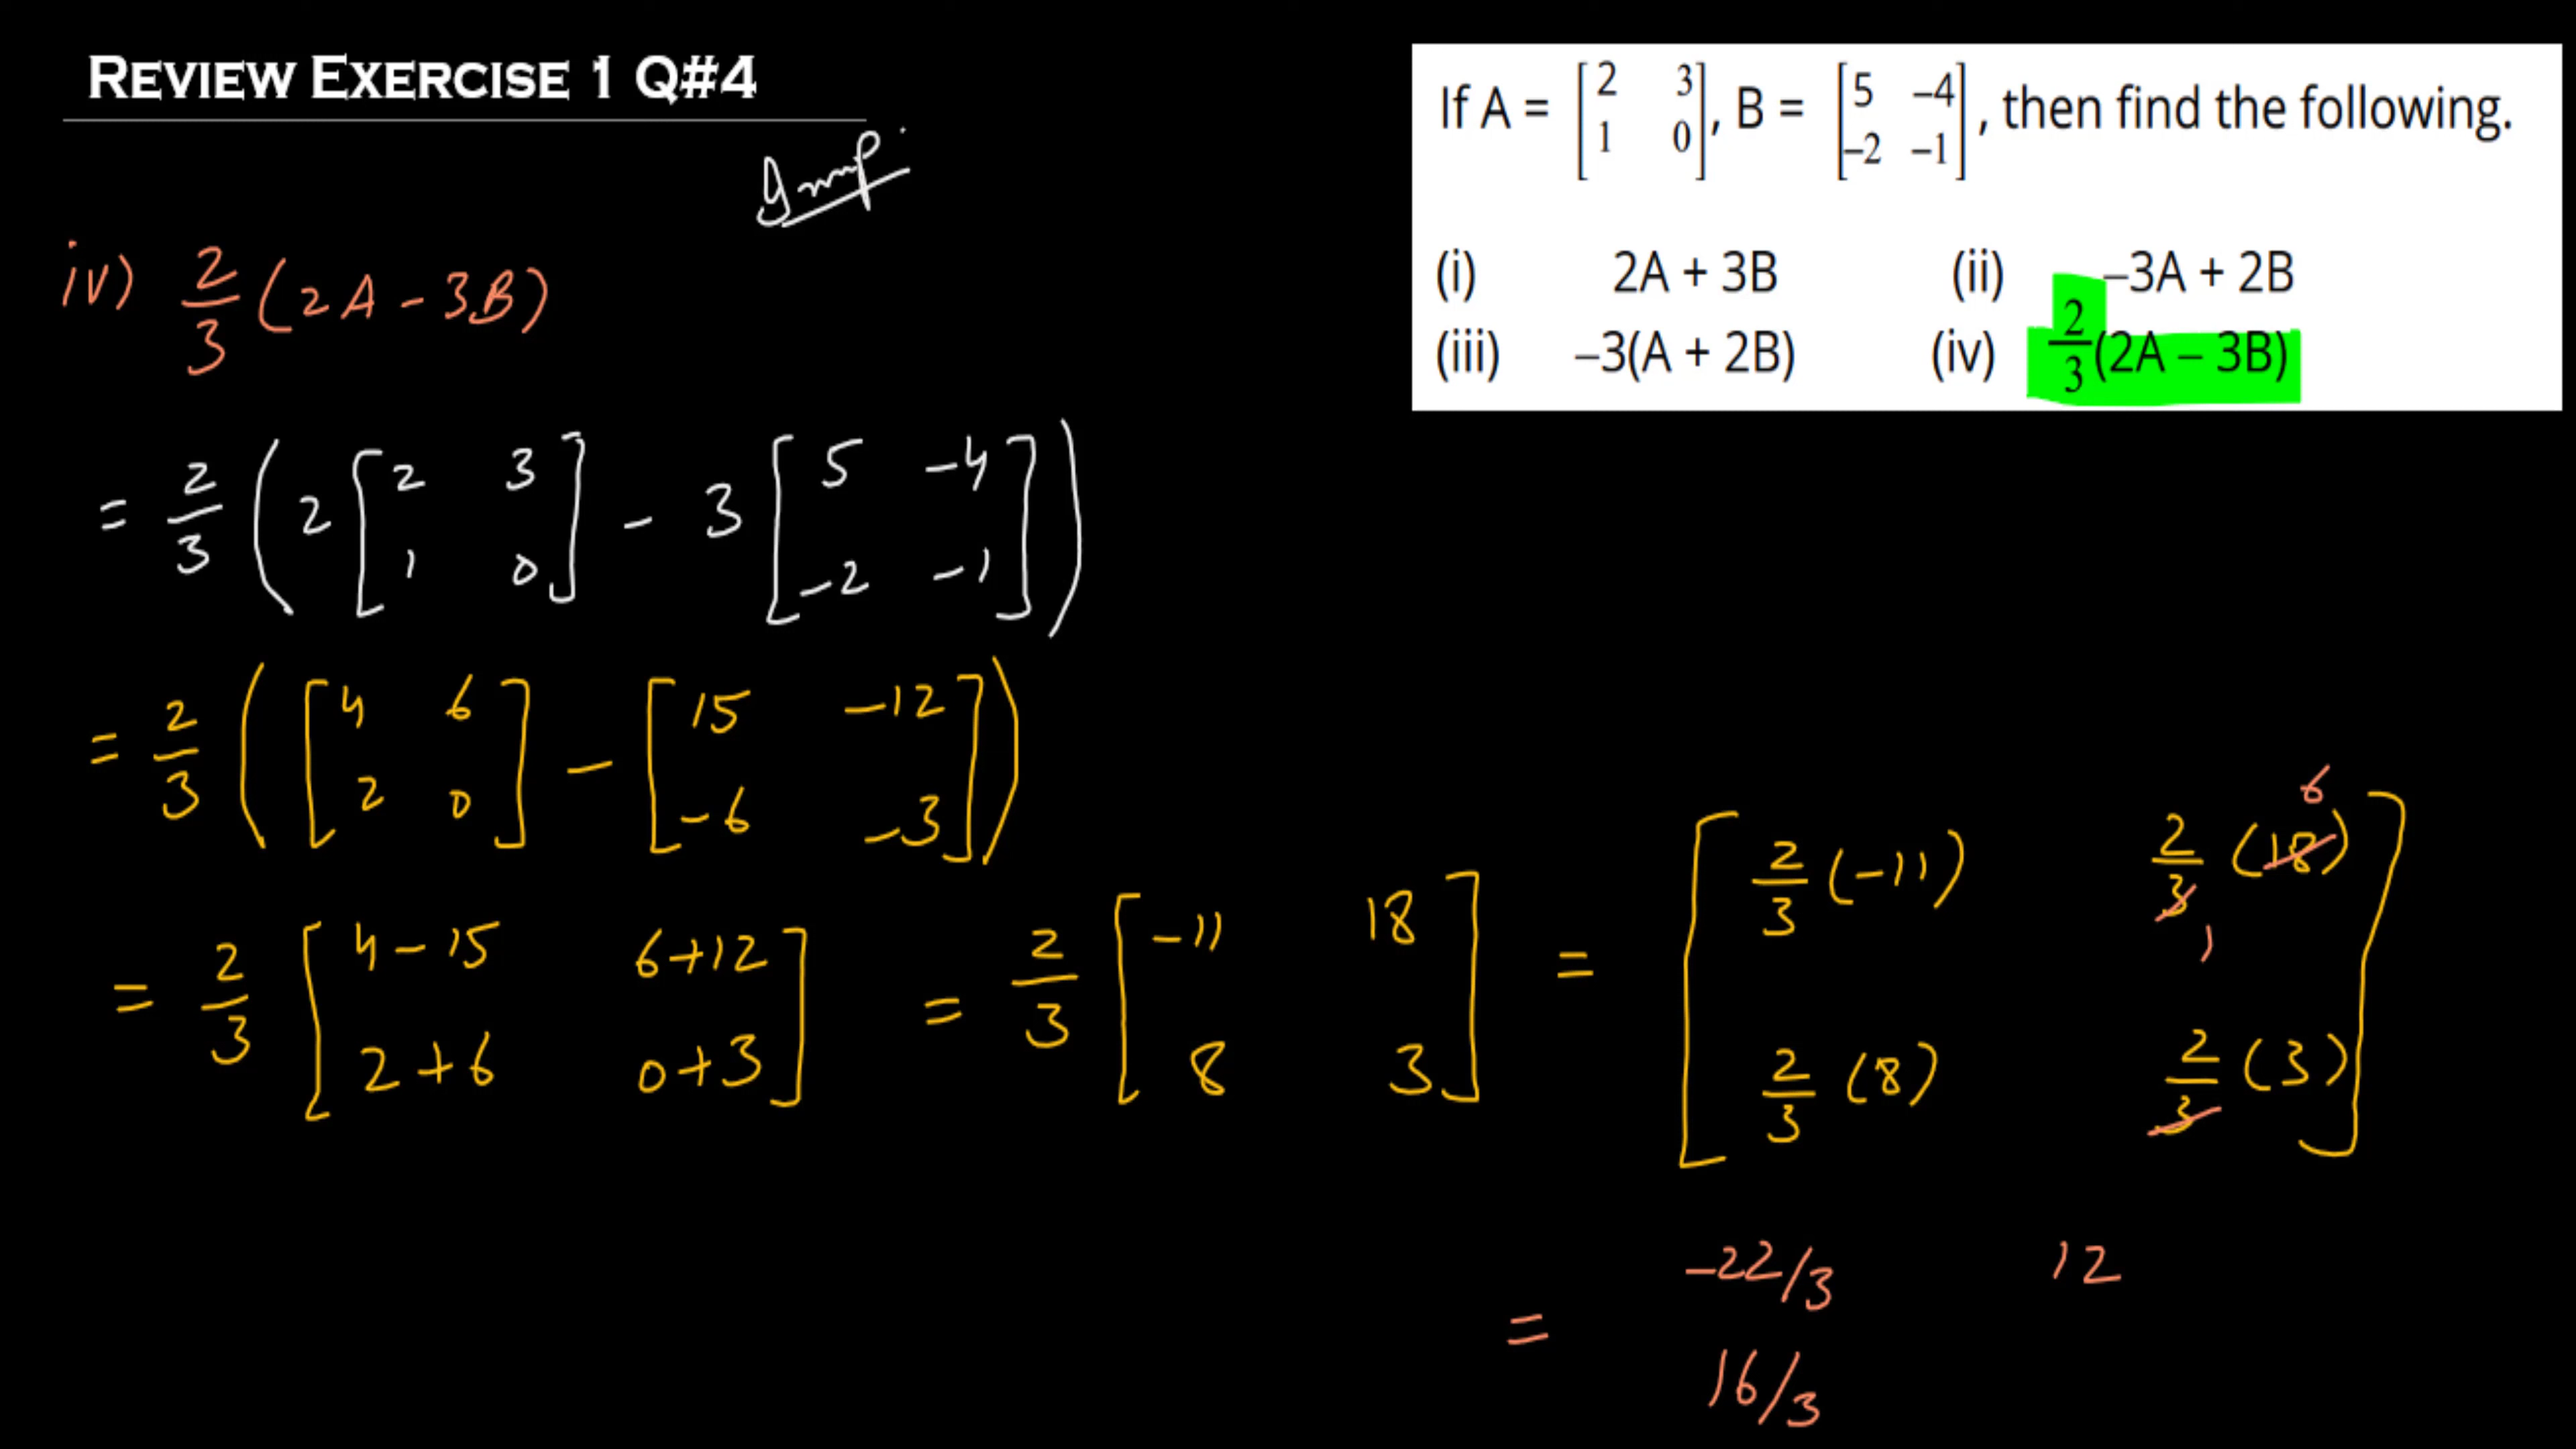 REVIEW EXERCISE 1 Q#4
Imp.
If A = [2 3; 1 0], B = [5 –4; –2 –1], then find the following.
(i) 2A + 3B (ii) –3A + 2B
(iii) –3(A + 2B) (iv) 2/3(2A – 3B)
iv) 2/3 (2A - 3B)
= 2/3 (2 [2 3; 1 0] - 3 [5 -4; -2 -1])
= 2/3 ([4 6; 2 0] - [15 -12; -6 -3])
= 2/3 [4-15 6+12; 2+6 0+3] = 2/3 [-11 18; 8 3] = [2/3 (-11) 2/3 (18) 6 1; 2/3 (8) 2/3 (3)]
= -22/3 12
16/3